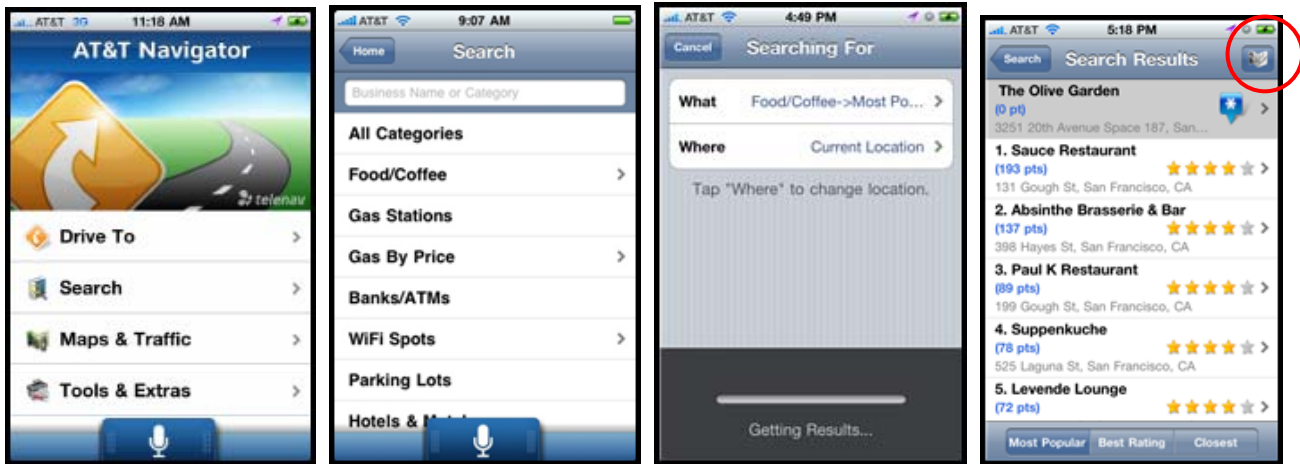 AT&T 3G 11:18 AM
AT&T Navigator
telenav
Drive To
Search
Maps & Traffic
Tools & Extras
AT&T 9:07 AM
Home Search
Business Name or Category
All Categories
Food/Coffee
Gas Stations
Gas By Price
Banks/ATMs
WiFi Spots
Parking Lots
Hotels &
AT&T 4:49 PM
Cancel Searching For
What Food/Coffee->Most Po...
Where Current Location
Tap "Where" to change location.
Getting Results...
AT&T 5:18 PM
Search Search Results
The Olive Garden
(0 pt)
3251 20th Avenue Space 187, San...
1. Sauce Restaurant
(193 pts)
131 Gough St, San Francisco, CA
2. Absinthe Brasserie & Bar
(137 pts)
398 Hayes St, San Francisco, CA
3. Paul K Restaurant
(89 pts)
199 Gough St, San Francisco, CA
4. Suppenkuche
(78 pts)
525 Laguna St, San Francisco, CA
5. Levende Lounge
(72 pts)
Most Popular Best Rating Closest